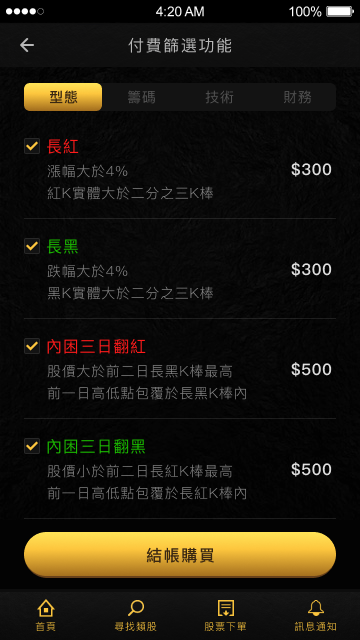 4:20 AM 100%
付費篩選功能
型態 籌碼 技術 財務
長紅
漲幅大於4%
$300
紅K實體大於二分之三K棒
長黑
跌幅大於4%
$300
黑K實體大於二分之三K棒
內困三日翻紅
股價大於前二日長黑K棒最高
$500
前一日高低點包覆於長黑K棒內
內困三日翻黑
股價小於前二日長紅K棒最高
$500
前一日高低點包覆於長紅K棒內
結帳購買
首頁 尋找類股 股票下單 訊息通知